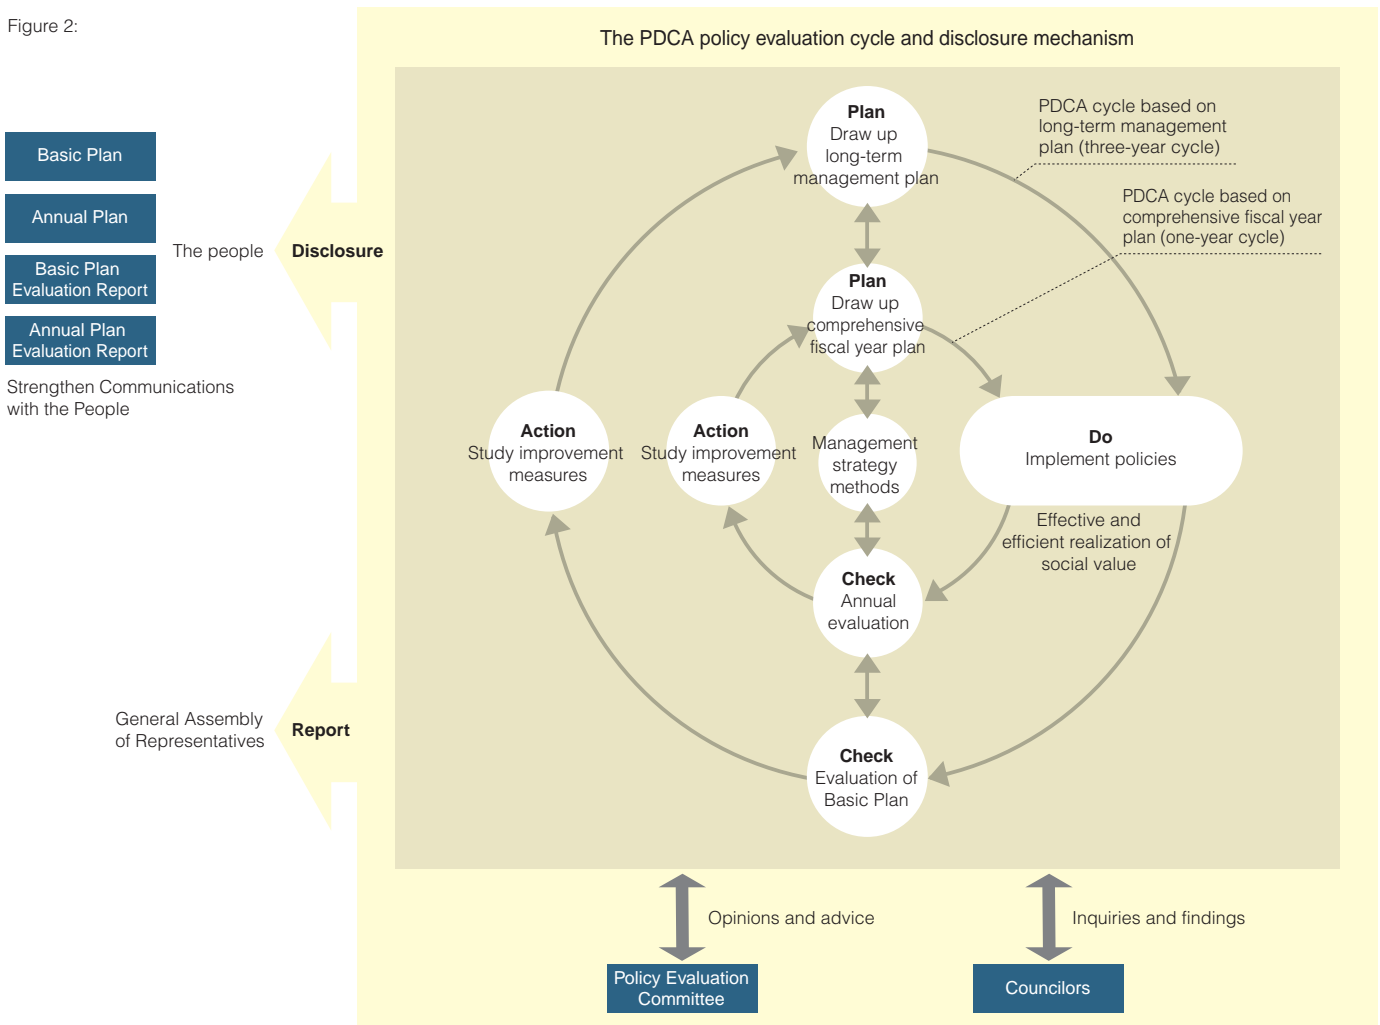 Figure 2:
The PDCA policy evaluation cycle and disclosure mechanism
Basic Plan
Annual Plan
Basic Plan
Evaluation Report
Annual Plan
Evaluation Report
Strengthen Communications
with the People
The people
Disclosure
General Assembly
of Representatives
Report
Plan
Draw up
long-term
management plan
PDCA cycle based on
long-term management
plan (three-year cycle)
PDCA cycle based on
comprehensive fiscal year
plan (one-year cycle)
Plan
Draw up
comprehensive
fiscal year plan
Action
Study improvement
measures
Action
Study improvement
measures
Management
strategy
methods
Do
Implement policies
Effective and
efficient realization of
social value
Check
Annual
evaluation
Check
Evaluation of
Basic Plan
Opinions and advice
Inquiries and findings
Policy Evaluation
Committee
Councilors